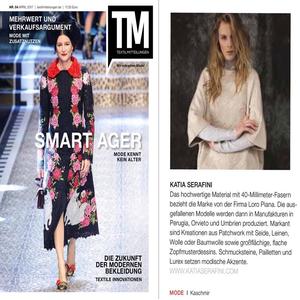 NR. 04 APRIL 2017
MEHRWERT UND
VERKAUFSARGUMENT
MODE MIT
ZUSATZNUTZEN
TM
TEXTILMITTEILUNGEN
SMART AGER
MODE KENNT
KEIN ALTER
DIE ZUKUNFT
DER MODERNEN
BEKLEIDUNG
TEXTILE INNOVATIONEN
KATIA SERAFINI
Das hochwertige Material mit 40-Millimeter-Fasern
bezieht die Marke von der Firma Loro Piana. Die aus-
gefallenen Modelle werden dann in Manufakturen in
Perugia, Orvieto und Umbrien produziert. Markant
sind Kreationen aus Patchwork mit Seide, Leinen,
Wolle oder Baumwolle sowie großflächige, flache
Zopfmusterdessins. Schmucksteine, Pailletten und
Lurex setzen modische Akzente.
WWW.KATIASERAFINI.COM
MODE | Kaschmir